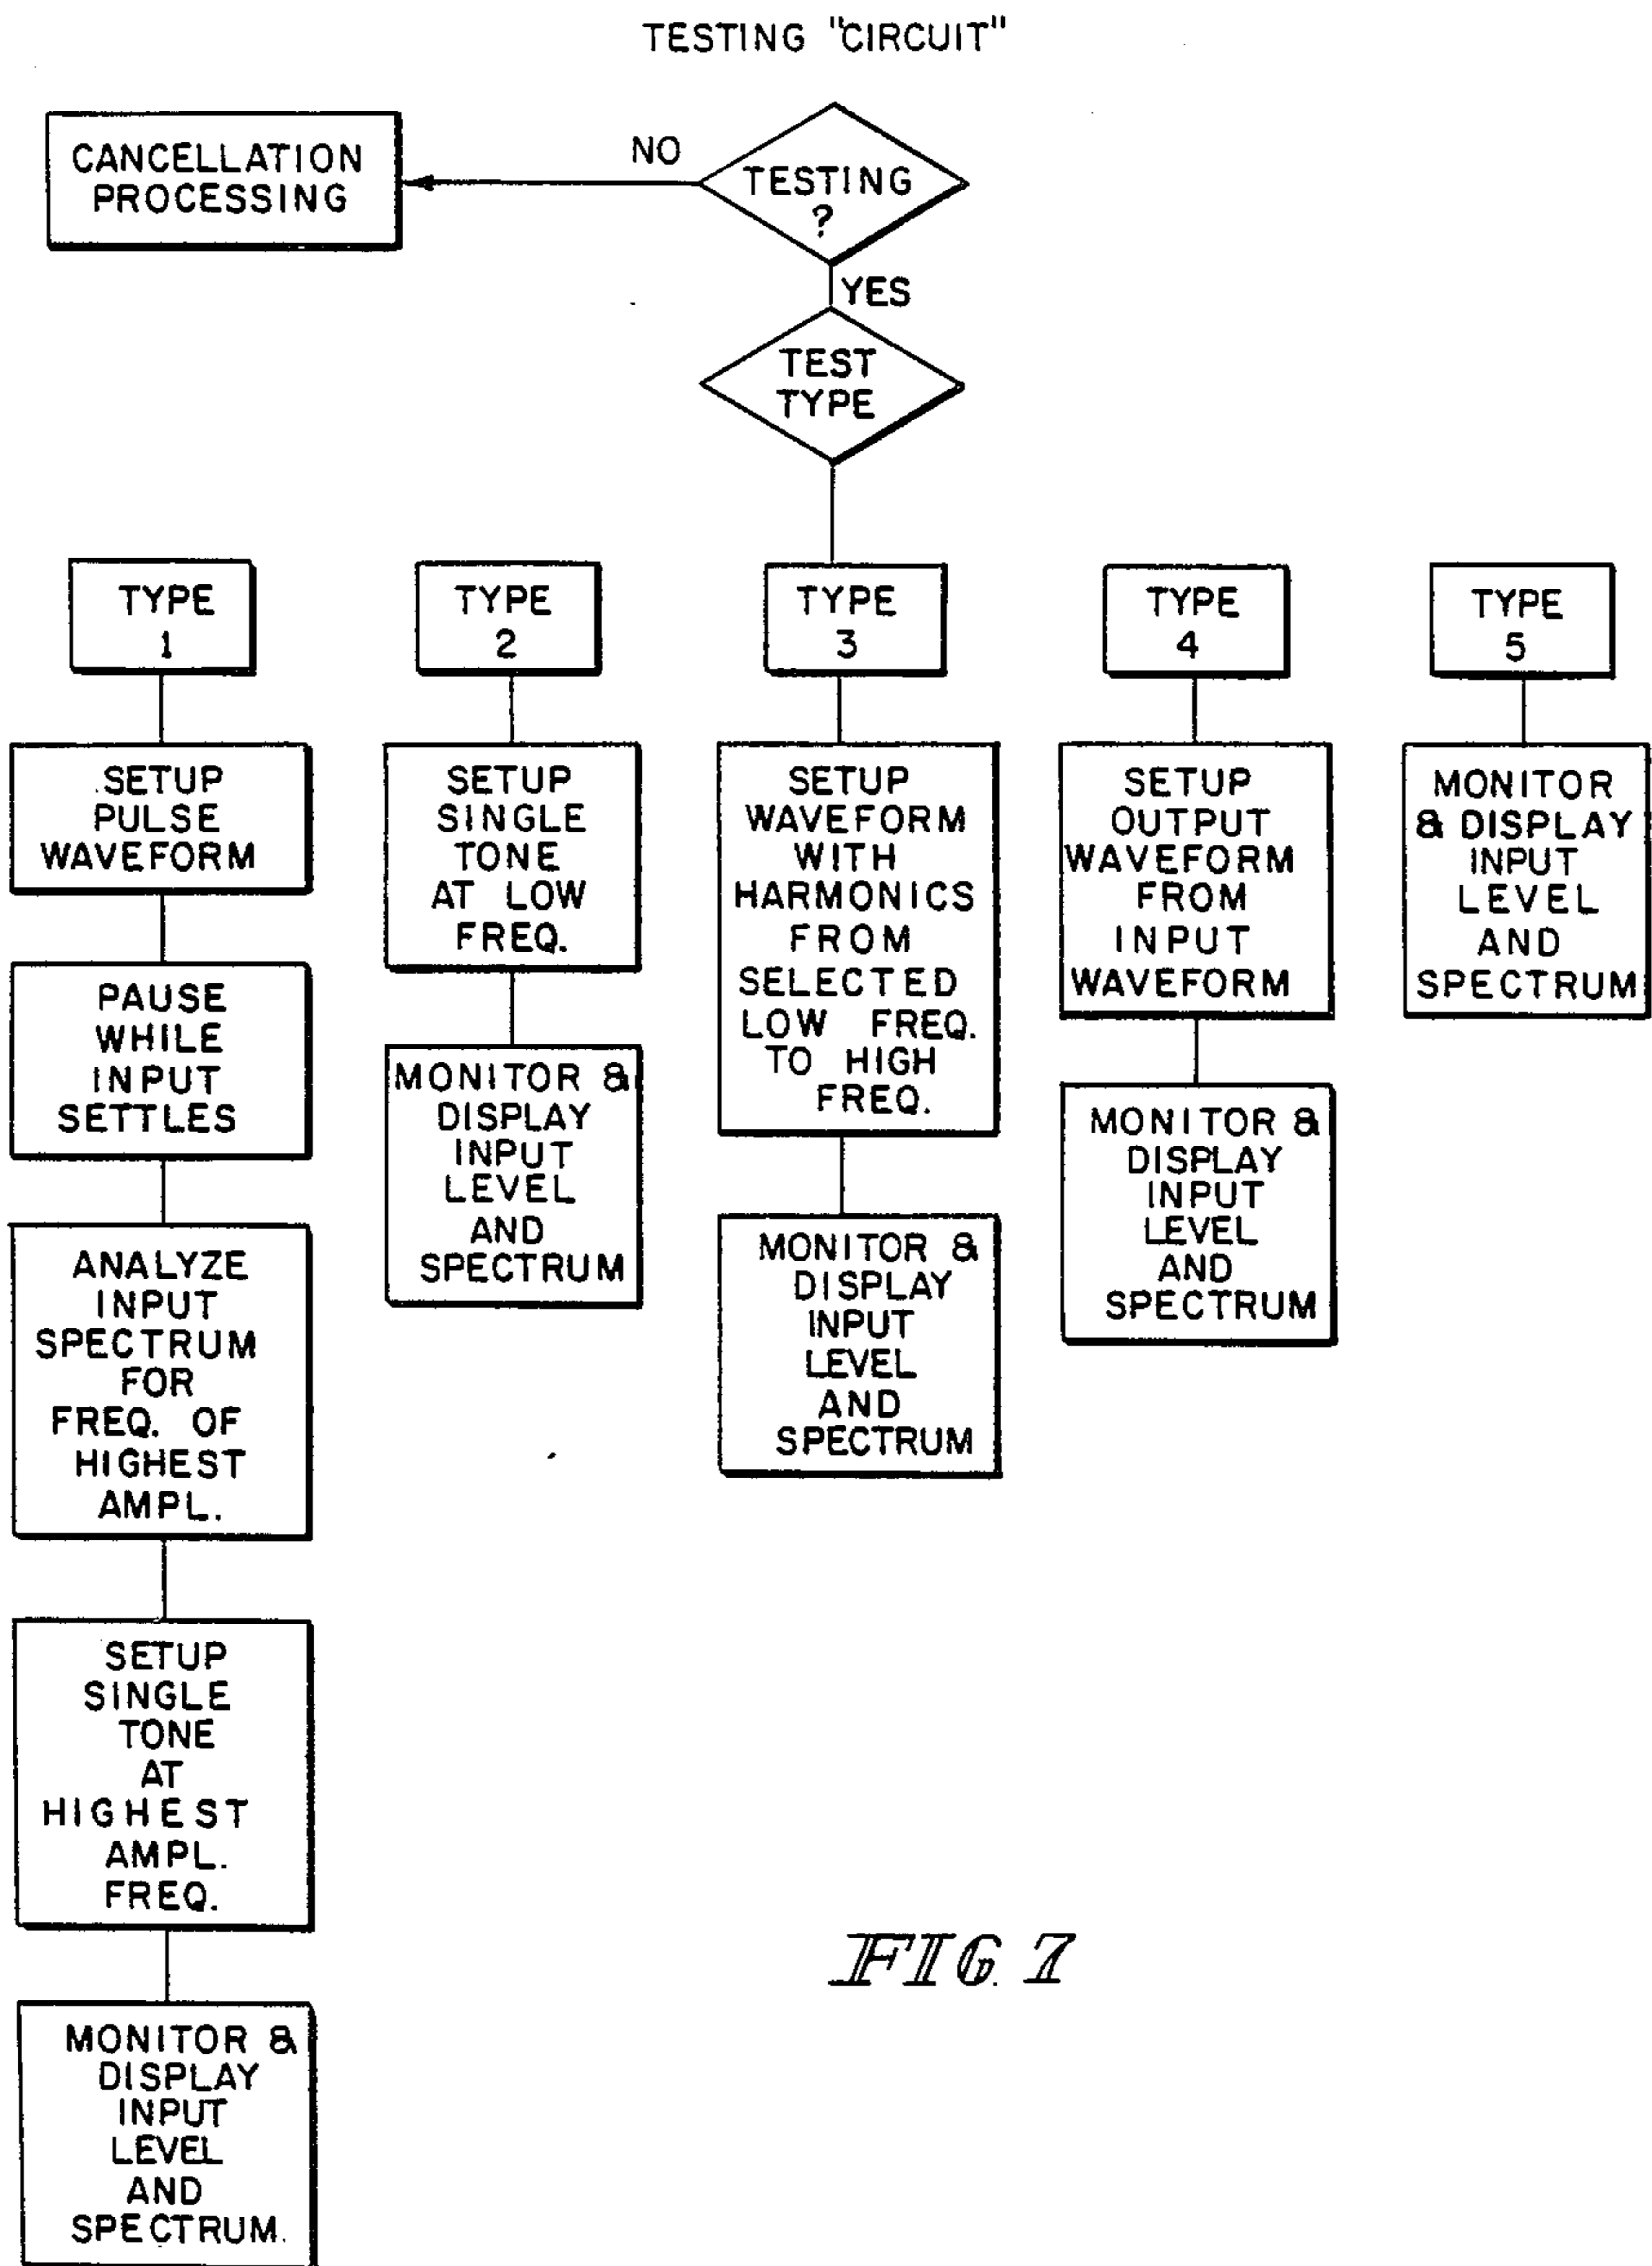 TESTING "CIRCUIT"
CANCELLATION
PROCESSING
NO
TESTING
?
YES
TEST
TYPE
TYPE
1
SETUP
PULSE
WAVEFORM
PAUSE
WHILE
INPUT
SETTLES
ANALYZE
INPUT
SPECTRUM
FOR
FREQ. OF
HIGHEST
AMPL.
SETUP
SINGLE
TONE
AT
HIGHEST
AMPL.
FREQ.
MONITOR &
DISPLAY
INPUT
LEVEL
AND
SPECTRUM.
TYPE
2
SETUP
SINGLE
TONE
AT LOW
FREQ.
MONITOR &
DISPLAY
INPUT
LEVEL
AND
SPECTRUM
TYPE
3
SETUP
WAVEFORM
WITH
HARMONICS
FROM
SELECTED
LOW FREQ.
TO HIGH
FREQ.
MONITOR &
DISPLAY
INPUT
LEVEL
AND
SPECTRUM
TYPE
4
SETUP
OUTPUT
WAVEFORM
FROM
INPUT
WAVEFORM
MONITOR &
DISPLAY
INPUT
LEVEL
AND
SPECTRUM
TYPE
5
MONITOR
& DISPLAY
INPUT
LEVEL
AND
SPECTRUM
FIG. 7